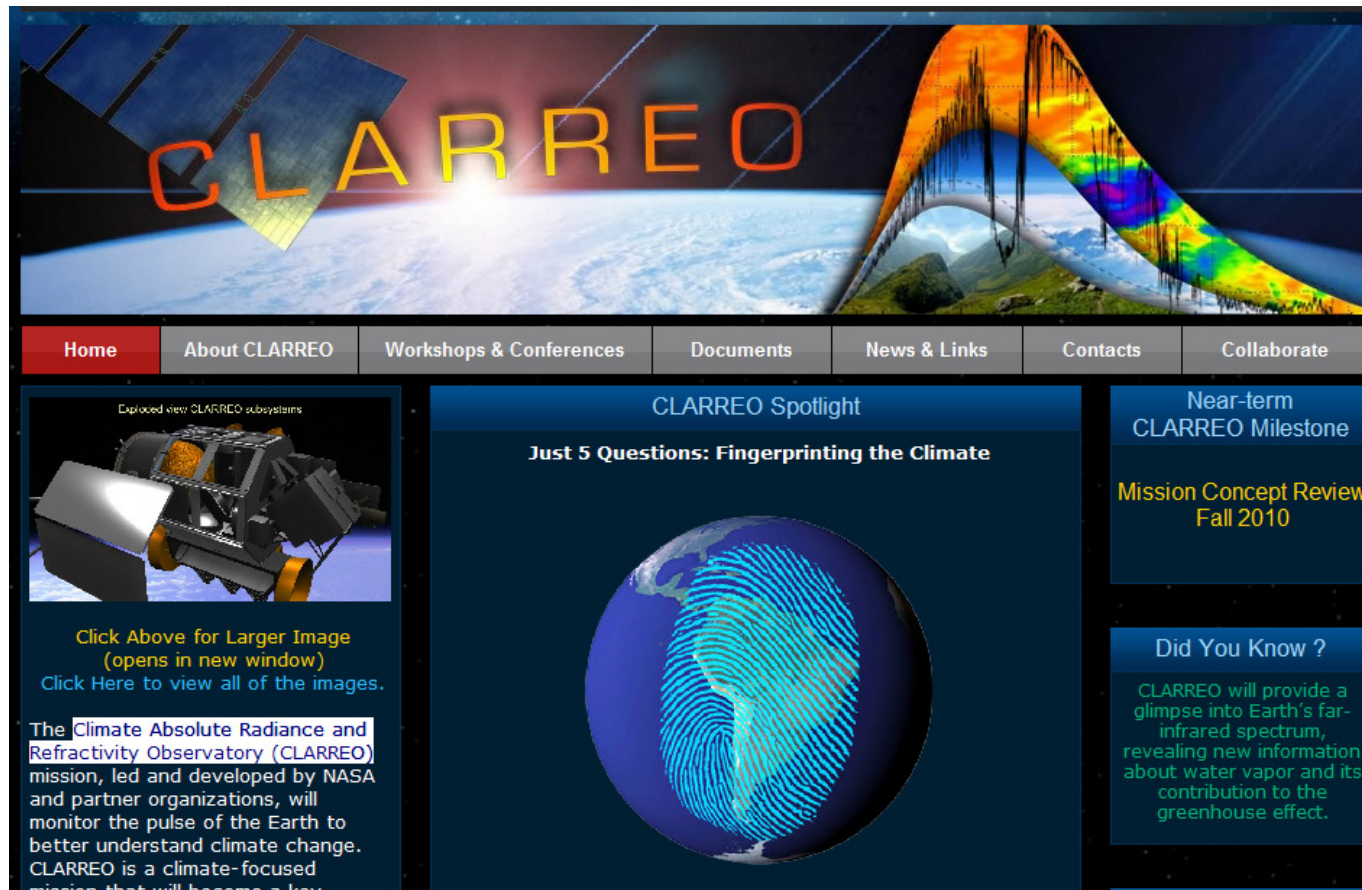 CLARREO
Home
About CLARREO
Workshops & Conferences
Documents
News & Links
Contacts
Collaborate
Exploded view CLARREO subsystems
Click Above for Larger Image
(opens in new window)
Click Here to view all of the images.
The Climate Absolute Radiance and
Refractivity Observatory (CLARREO)
mission, led and developed by NASA
and partner organizations, will
monitor the pulse of the Earth to
better understand climate change.
CLARREO is a climate-focused
mission that will become a key
CLARREO Spotlight
Just 5 Questions: Fingerprinting the Climate
Near-term
CLARREO Milestone
Mission Concept Review
Fall 2010
Did You Know ?
CLARREO will provide a
glimpse into Earth's far-
infrared spectrum,
revealing new information
about water vapor and its
contribution to the
greenhouse effect.